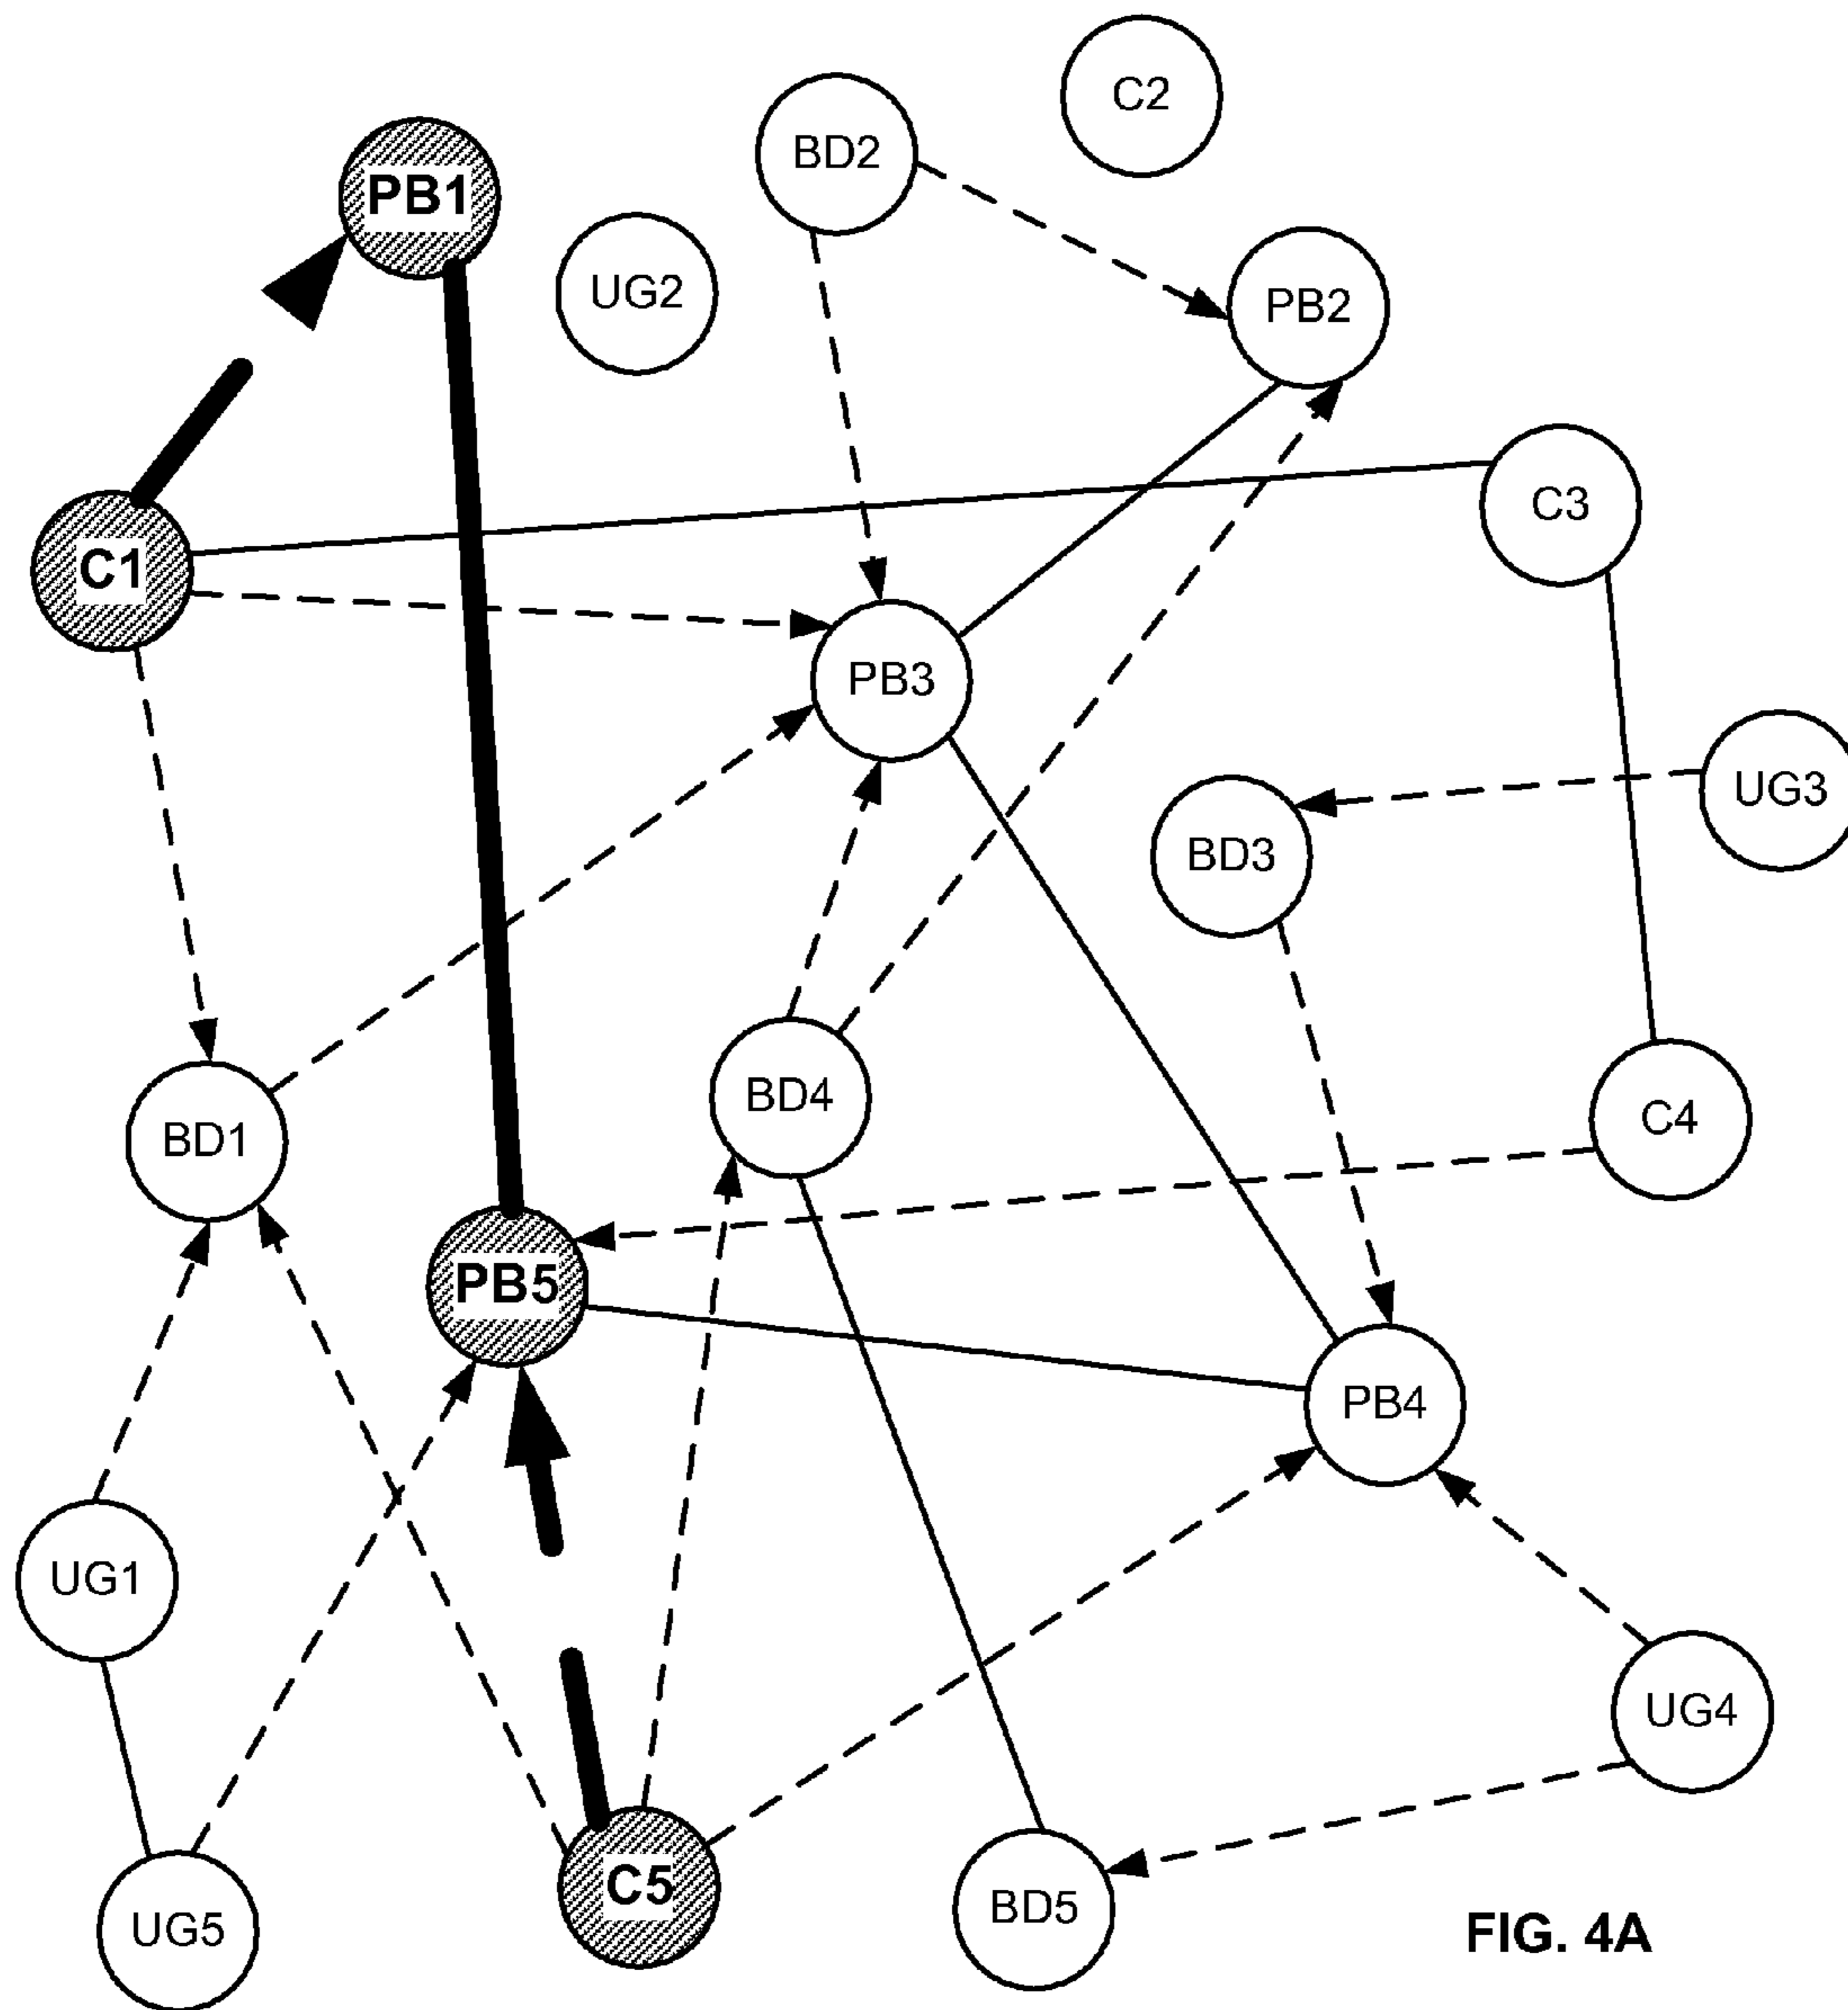 C2
BD2
PB1
UG2
PB2
C3
C1
PB3
UG3
BD3
BD4
C4
BD1
PB5
PB4
UG1
UG4
C5
BD5
UG5
FIG. 4A